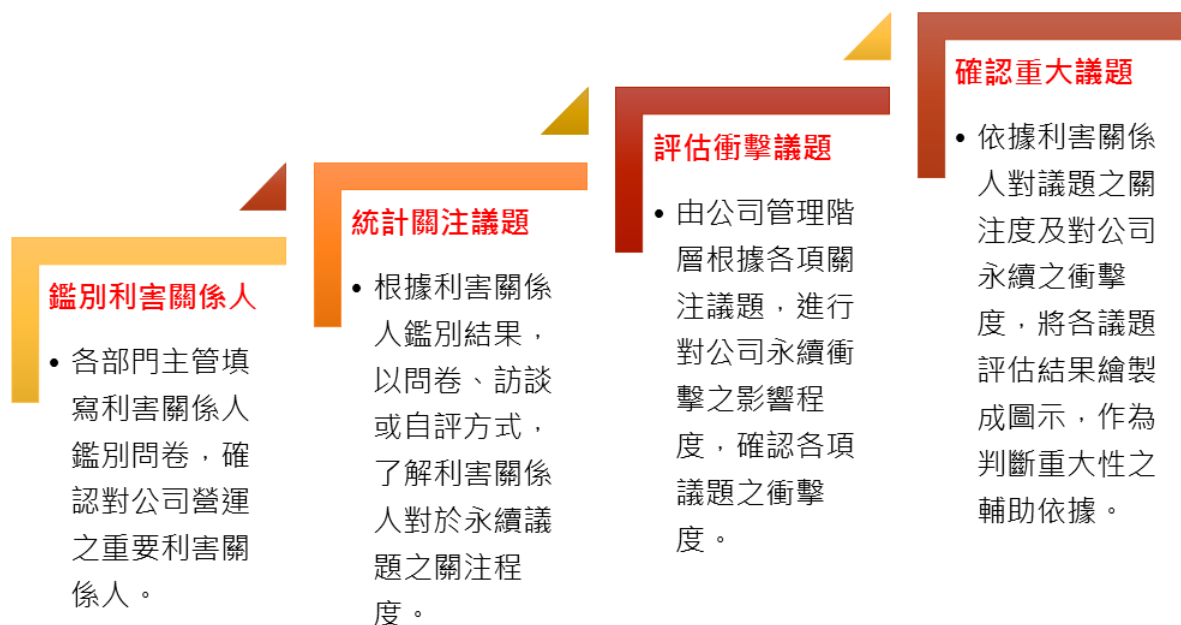 鑑別利害關係人
• 各部門主管填
寫利害關係人
鑑別問卷，確
認對公司營運
之重要利害關
係人。
統計關注議題
• 根據利害關係
人鑑別結果，
以問卷、訪談
或自評方式，
了解利害關係
人對於永續議
題之關注程
度。
評估衝擊議題
• 由公司管理階
層根據各項關
注議題，進行
對公司永續衝
擊之影響程
度，確認各項
議題之衝擊
度。
確認重大議題
• 依據利害關係
人對議題之關
注度及對公司
永續之衝擊
度，將各議題
評估結果繪製
成圖示，作為
判斷重大性之
輔助依據。